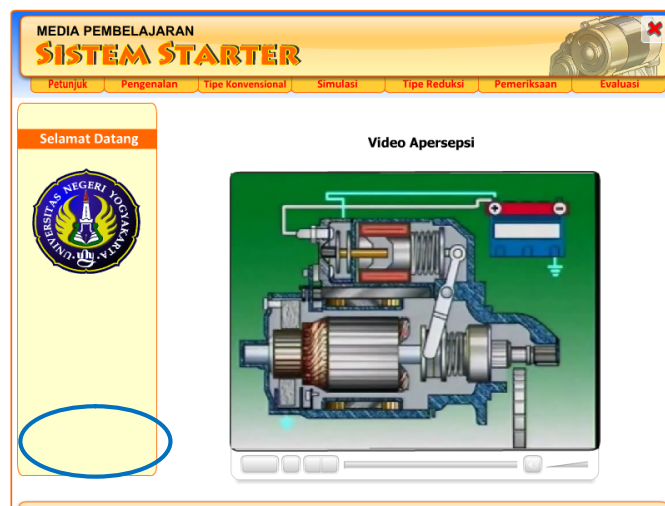 MEDIA PEMBELAJARAN
SISTEM STARTER
Petunjuk
Pengenalan
Tipe Konvensional
Simulasi
Tipe Reduksi
Pemeriksaan
Evaluasi
Selamat Datang
UNIVERSITAS NEGERI YOGYAKARTA
UNY
Video Apersepsi
+
−